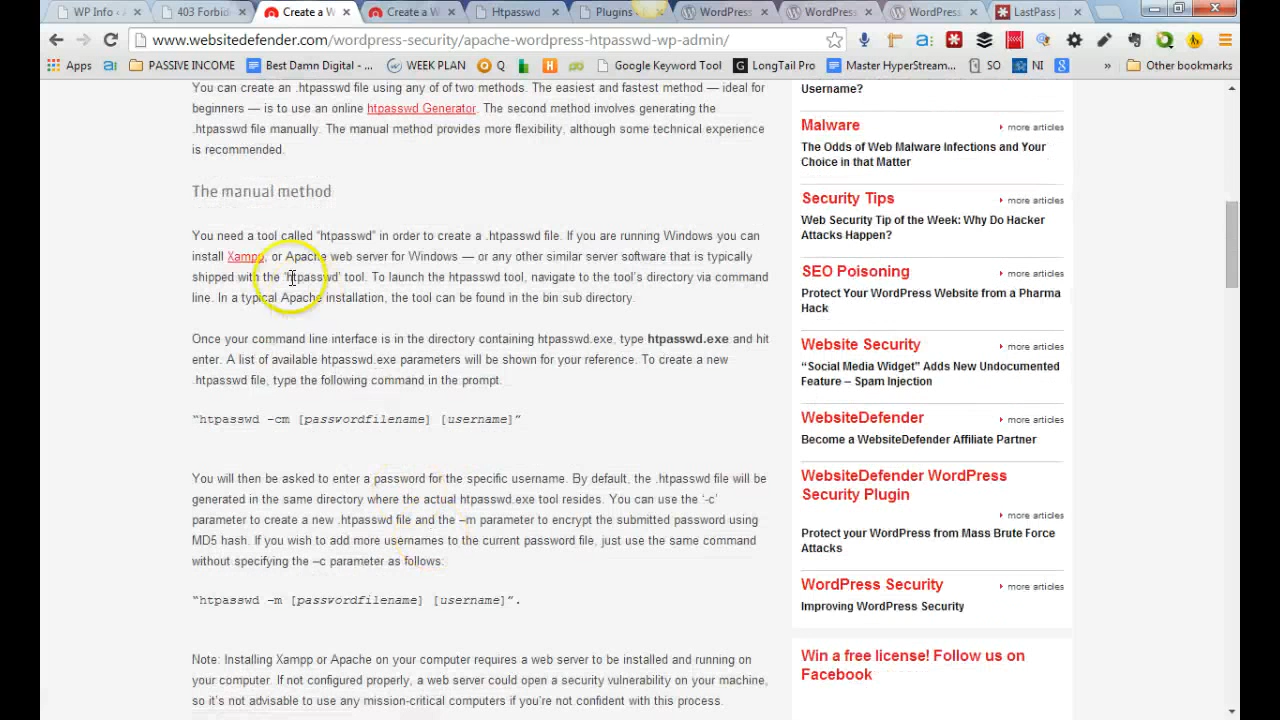 WP Info -
403 Forbid
Create a W
Create a W
Htpasswd
Plugins
WordPress
WordPress
WordPress
LastPass |
www.websitedefender.com/wordpress-security/apache-wordpress-htpasswd-wp-admin/
Apps
PASSIVE INCOME
Best Damn Digital - ...
WEEK PLAN
Q
Google Keyword Tool
LongTail Pro
Master HyperStream...
SO
NI
»
Other bookmarks
You can create an .htpasswd file using any of of two methods. The easiest and fastest method — ideal for
beginners — is to use an online htpasswd Generator. The second method involves generating the
.htpasswd file manually. The manual method provides more flexibility, although some technical experience
is recommended.
The manual method
You need a tool called “htpasswd” in order to create a .htpasswd file. If you are running Windows you can
install Xampp, or Apache web server for Windows — or any other similar server software that is typically
shipped with the ‘htpasswd’ tool. To launch the htpasswd tool, navigate to the tool’s directory via command
line. In a typical Apache installation, the tool can be found in the bin sub directory.
Once your command line interface is in the directory containing htpasswd.exe, type htpasswd.exe and hit
enter. A list of available htpasswd.exe parameters will be shown for your reference. To create a new
.htpasswd file, type the following command in the prompt.
“htpasswd –cm [passwordfilename] [username]”
You will then be asked to enter a password for the specific username. By default, the .htpasswd file will be
generated in the same directory where the actual htpasswd.exe tool resides. You can use the ‘-c’
parameter to create a new .htpasswd file and the –m parameter to encrypt the submitted password using
MD5 hash. If you wish to add more usernames to the current password file, just use the same command
without specifying the –c parameter as follows:
“htpasswd –m [passwordfilename] [username]”.
Note: Installing Xampp or Apache on your computer requires a web server to be installed and running on
your computer. If not configured properly, a web server could open a security vulnerability on your machine,
so it’s not advisable to use any mission-critical computers if you’re not confident with this process.
Username?
Malware
more articles
The Odds of Web Malware Infections and Your
Choice in that Matter
Security Tips
more articles
Web Security Tip of the Week: Why Do Hacker
Attacks Happen?
SEO Poisoning
more articles
Protect Your WordPress Website from a Pharma
Hack
Website Security
more articles
“Social Media Widget” Adds New Undocumented
Feature – Spam Injection
WebsiteDefender
more articles
Become a WebsiteDefender Affiliate Partner
WebsiteDefender WordPress
Security Plugin
more articles
Protect your WordPress from Mass Brute Force
Attacks
WordPress Security
more articles
Improving WordPress Security
Win a free license! Follow us on
Facebook